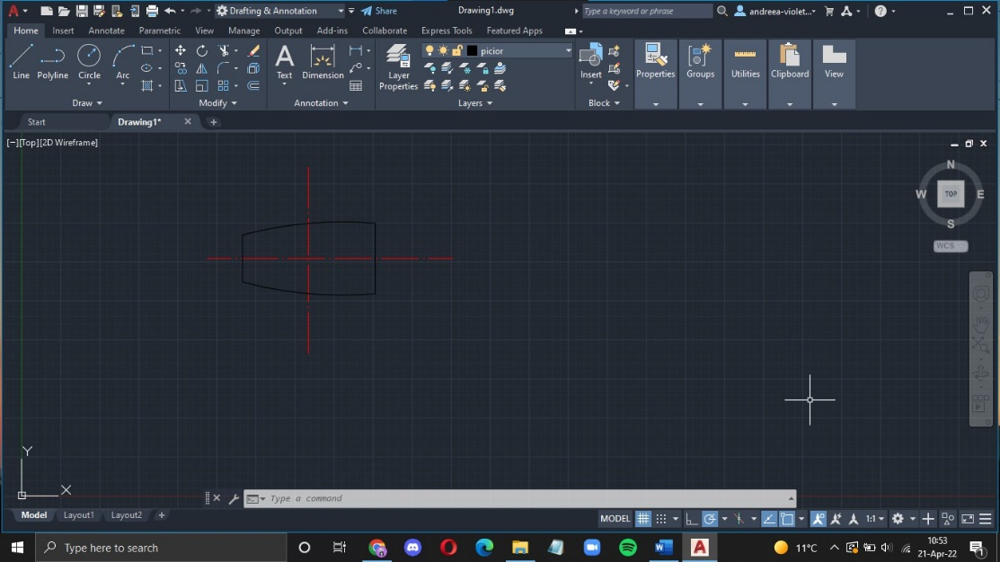 A
Drafting & Annotation
Share
Drawing1.dwg
Type a keyword or phrase
andreea-violet...
Home
Insert
Annotate
Parametric
View
Manage
Output
Add-ins
Collaborate
Express Tools
Featured Apps
Line
Polyline
Circle
Arc
A
Text
Dimension
Layer
Properties
picior
Insert
Properties
Groups
Utilities
Clipboard
View
Draw
Modify
Annotation
Layers
Block
Start
Drawing1*
[−][Top][2D Wireframe]
N
W
TOP
E
S
WCS
Y
X
Type a command
Model
Layout1
Layout2
MODEL
1:1
Type here to search
W
A
11°C
10:53
21-Apr-22
1